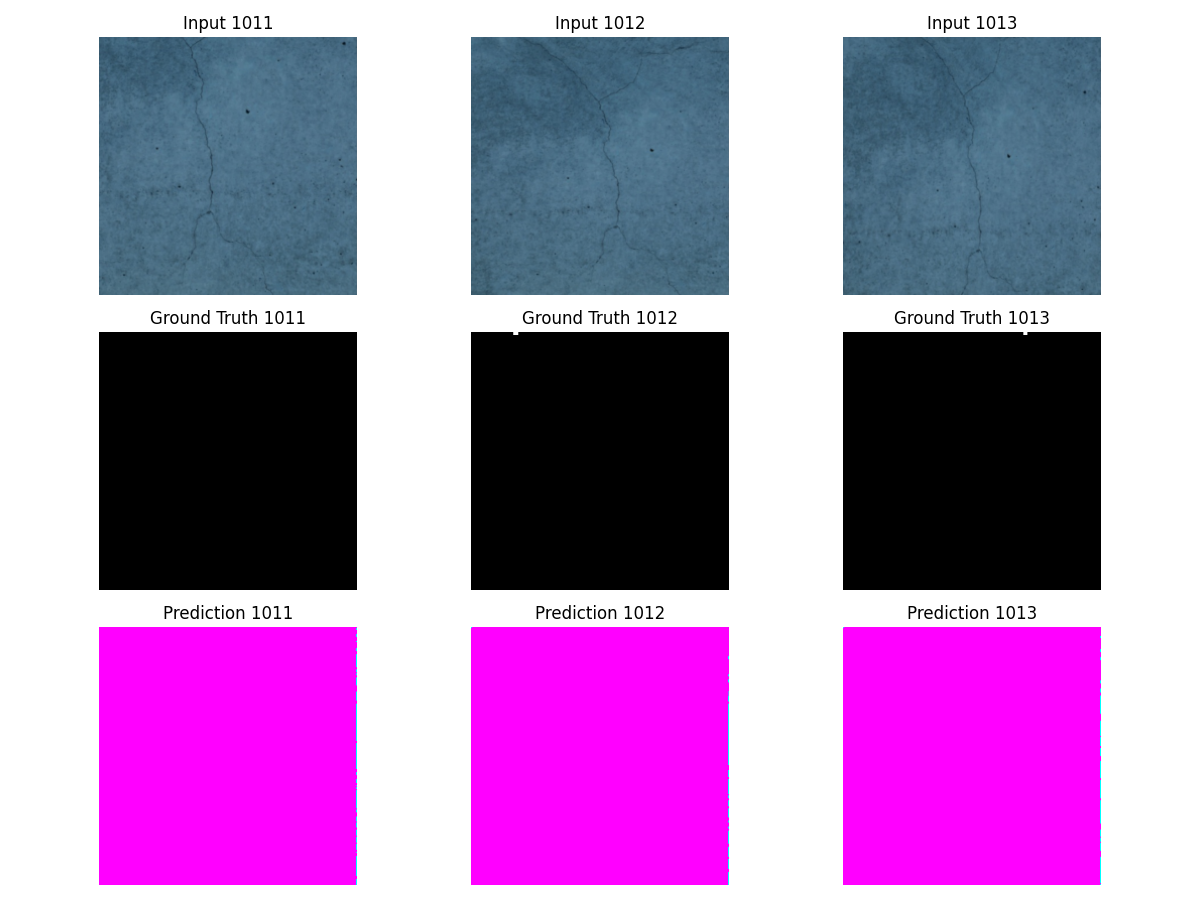 Input 1011
Input 1012
Input 1013
Ground Truth 1011
Ground Truth 1012
Ground Truth 1013
Prediction 1011
Prediction 1012
Prediction 1013